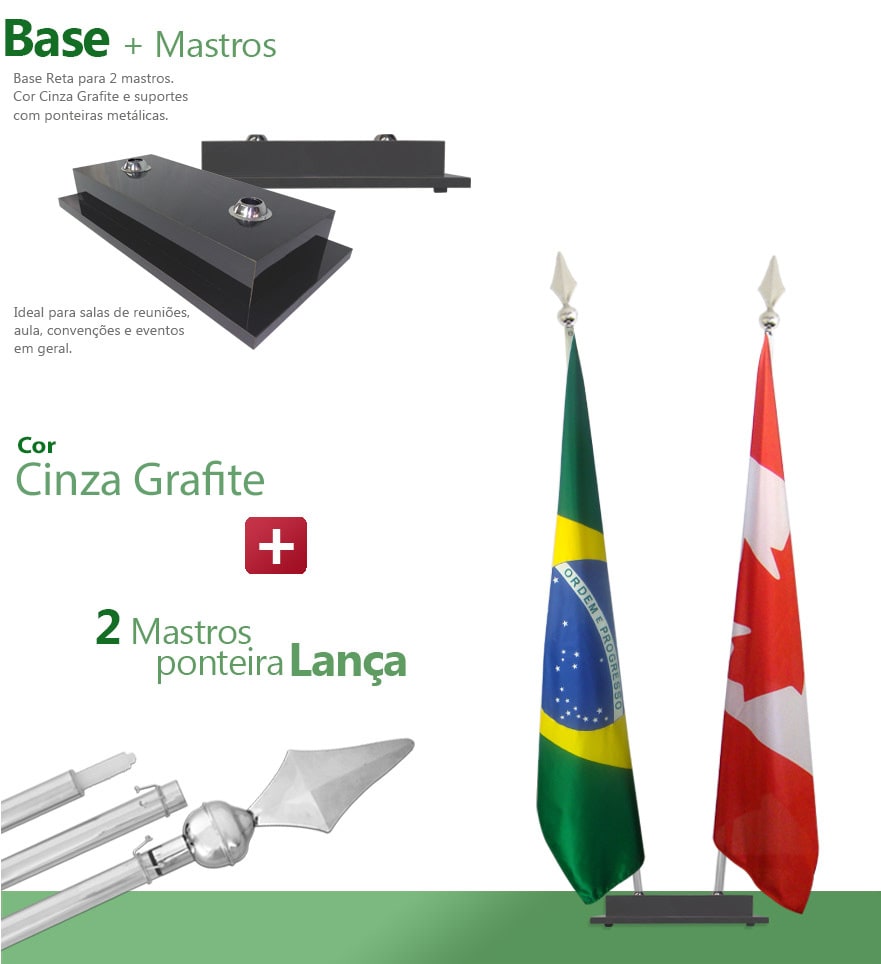 Base + Mastros
Base Reta para 2 mastros.
Cor Cinza Grafite e suportes
com ponteiras metálicas.
Ideal para salas de reuniões,
aula, convenções e eventos
em geral.
Cor
Cinza Grafite
+
2 Mastros
ponteira Lança
ORDEM E PROGRESSO